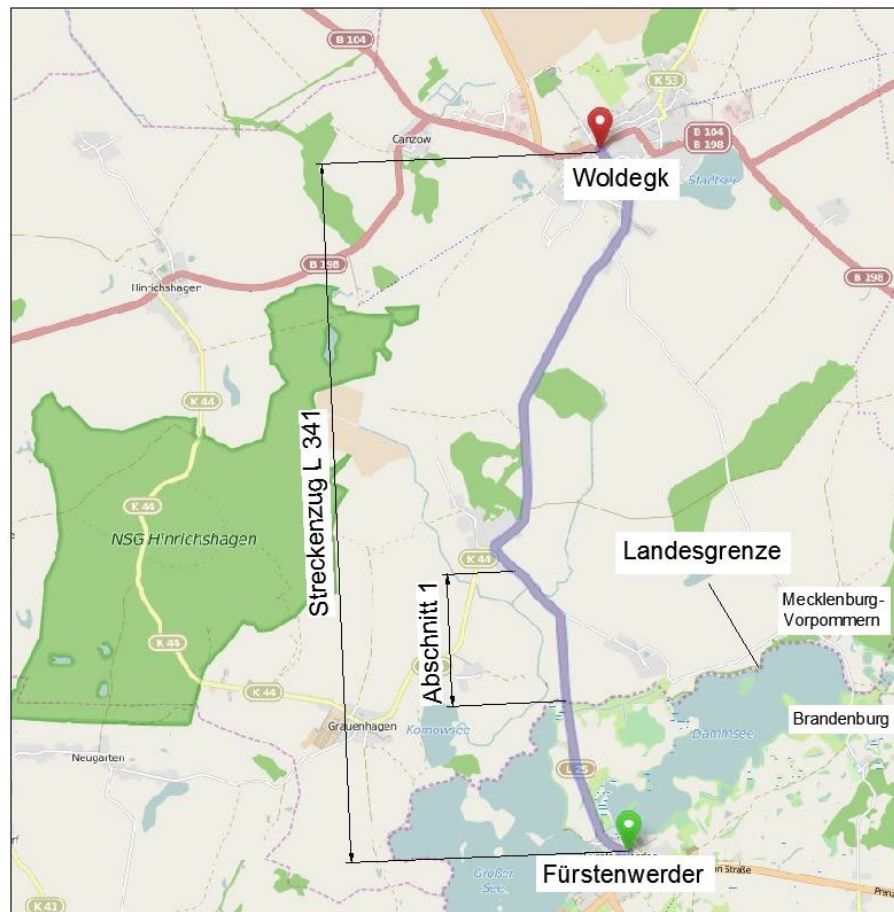 B 104
K 53
Canzow
B 104
B 198
Woldegk
Stadtsee
B 198
B 198
Hinrichshagen
K 44
Streckenzug L 341
K 44
NSG Hinrichshagen
K 44
Landesgrenze
Abschnitt 1
Mecklenburg-
Vorpommern
K 44
K 44
Grauenhagen
Kornowsee
Dammsee
Brandenburg
Neugarten
L 25
Fürstenwerder
Großer
See
K 41